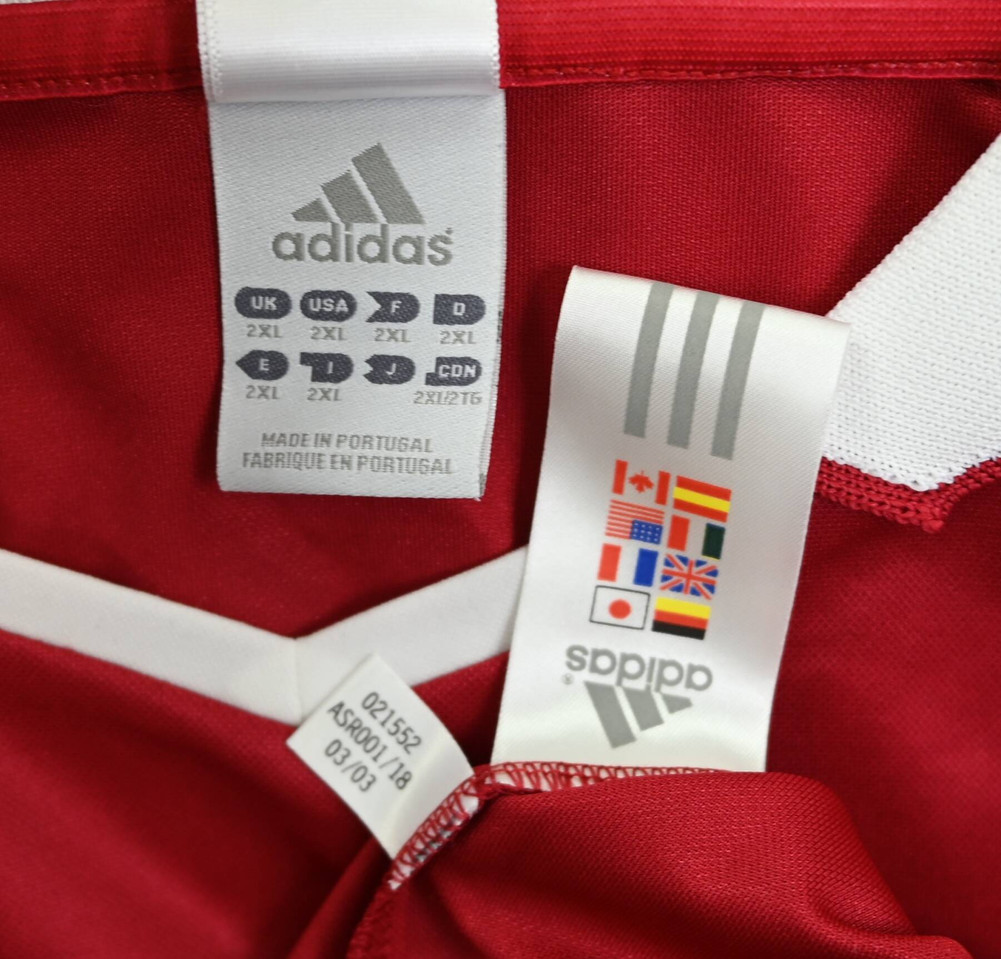 adidas
UK USA F D
2XL 2XL 2XL 2XL
E I J CDN
2XL 2XL 2XL/2TG
MADE IN PORTUGAL
FABRIQUE EN PORTUGAL
adidas®
021552
ASR001/18
03/03